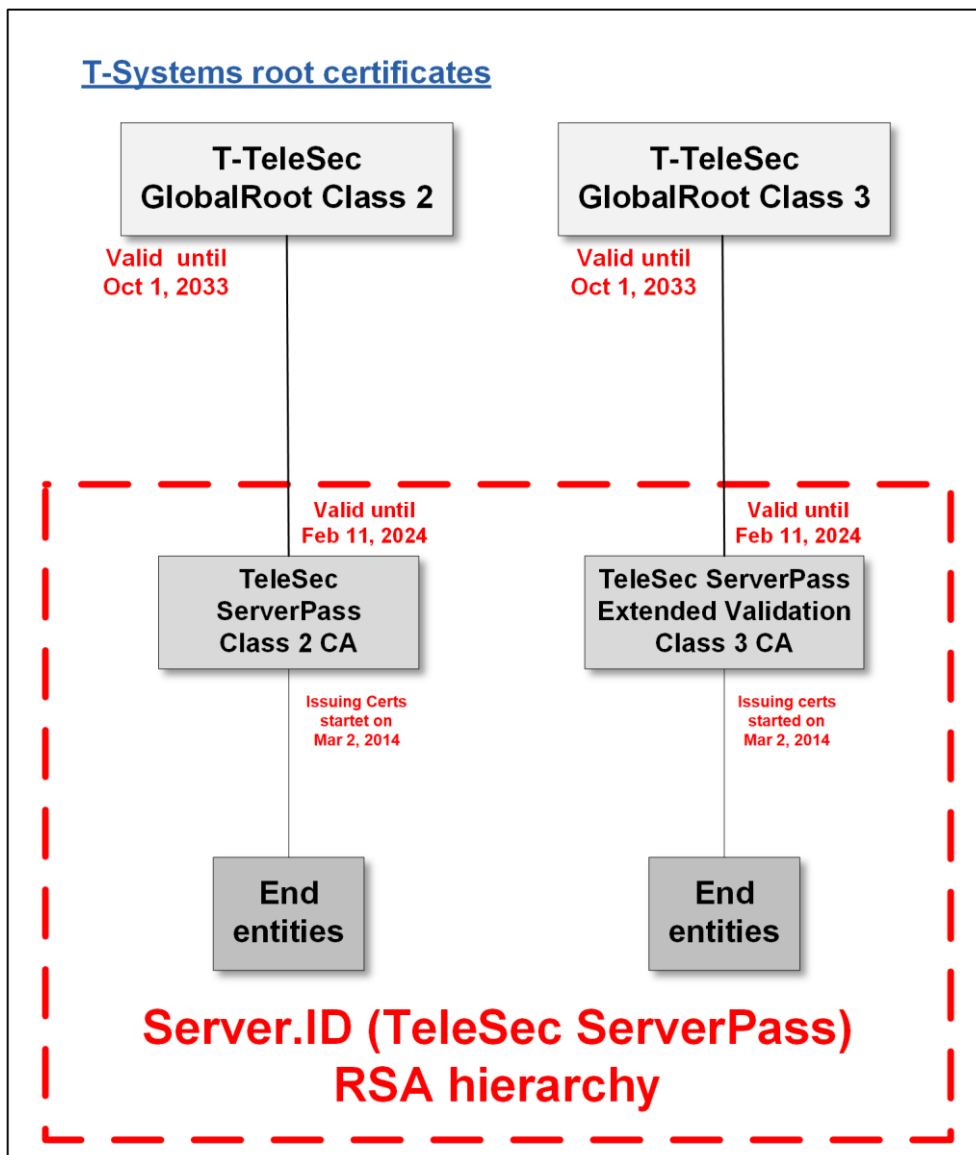 T-Systems root certificates
T-TeleSec
GlobalRoot Class 2
T-TeleSec
GlobalRoot Class 3
Valid until
Oct 1, 2033
Valid until
Oct 1, 2033
Valid until
Feb 11, 2024
Valid until
Feb 11, 2024
TeleSec
ServerPass
Class 2 CA
TeleSec ServerPass
Extended Validation
Class 3 CA
Issuing Certs
startet on
Mar 2, 2014
Issuing certs
started on
Mar 2, 2014
End
entities
End
entities
Server.ID (TeleSec ServerPass)
RSA hierarchy